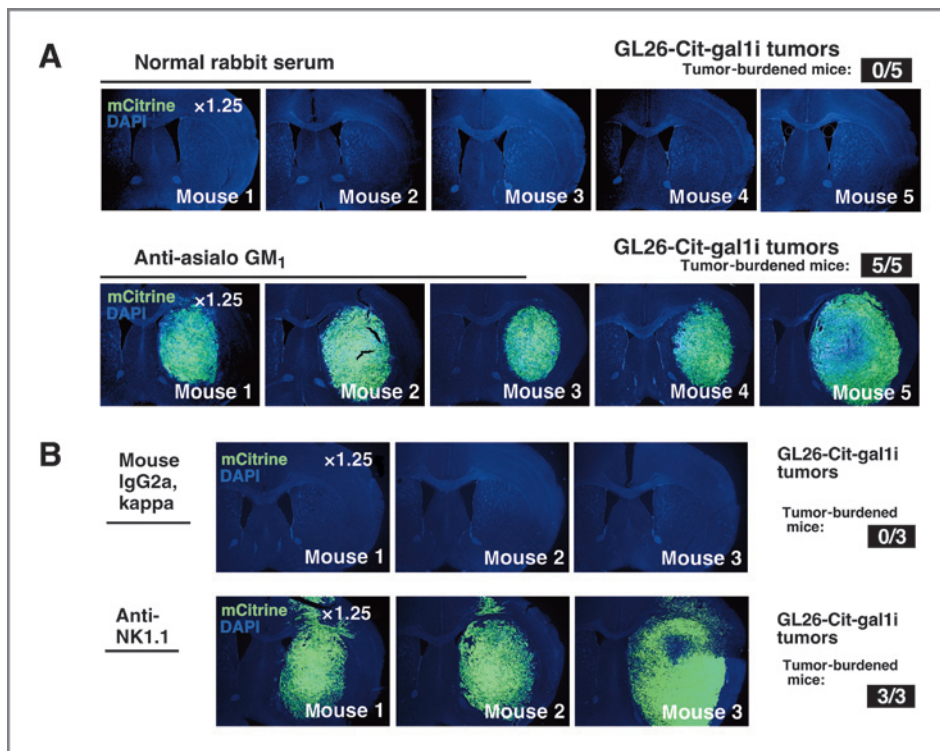 A
Normal rabbit serum
GL26-Cit-gal1i tumors
Tumor-burdened mice: 0/5
mCitrine ×1.25
DAPI
Mouse 1 Mouse 2 Mouse 3 Mouse 4 Mouse 5
Anti-asialo GM₁
GL26-Cit-gal1i tumors
Tumor-burdened mice: 5/5
mCitrine ×1.25
DAPI
Mouse 1 Mouse 2 Mouse 3 Mouse 4 Mouse 5
B
Mouse
IgG2a,
kappa
mCitrine ×1.25
DAPI
Mouse 1 Mouse 2 Mouse 3
GL26-Cit-gal1i
tumors
Tumor-burdened
mice: 0/3
Anti-
NK1.1
mCitrine ×1.25
DAPI
Mouse 1 Mouse 2 Mouse 3
GL26-Cit-gal1i
tumors
Tumor-burdened
mice: 3/3